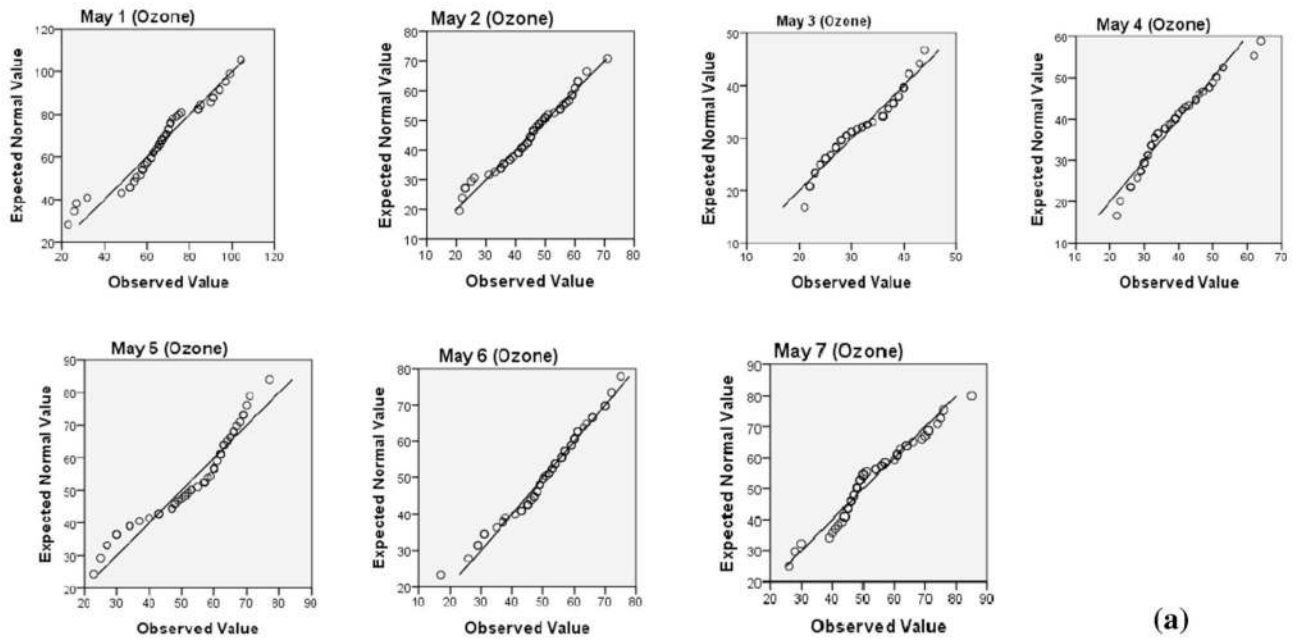 May 1 (Ozone)
Expected Normal Value
120
100
80
60
40
20
20 40 60 80 100 120
Observed Value
May 2 (Ozone)
Expected Normal Value
80
70
60
50
40
30
20
10
10 20 30 40 50 60 70 80
Observed Value
May 3 (Ozone)
Expected Normal Value
50
40
30
20
10
10 20 30 40 50
Observed Value
May 4 (Ozone)
Expected Normal Value
60
50
40
30
20
10
10 20 30 40 50 60 70
Observed Value
May 5 (Ozone)
Expected Normal Value
90
80
70
60
50
40
30
20
20 30 40 50 60 70 80 90
Observed Value
May 6 (Ozone)
Expected Normal Value
80
70
60
50
40
30
20
10 20 30 40 50 60 70 80
Observed Value
May 7 (Ozone)
Expected Normal Value
90
80
70
60
50
40
30
20
20 30 40 50 60 70 80 90
Observed Value
(a)